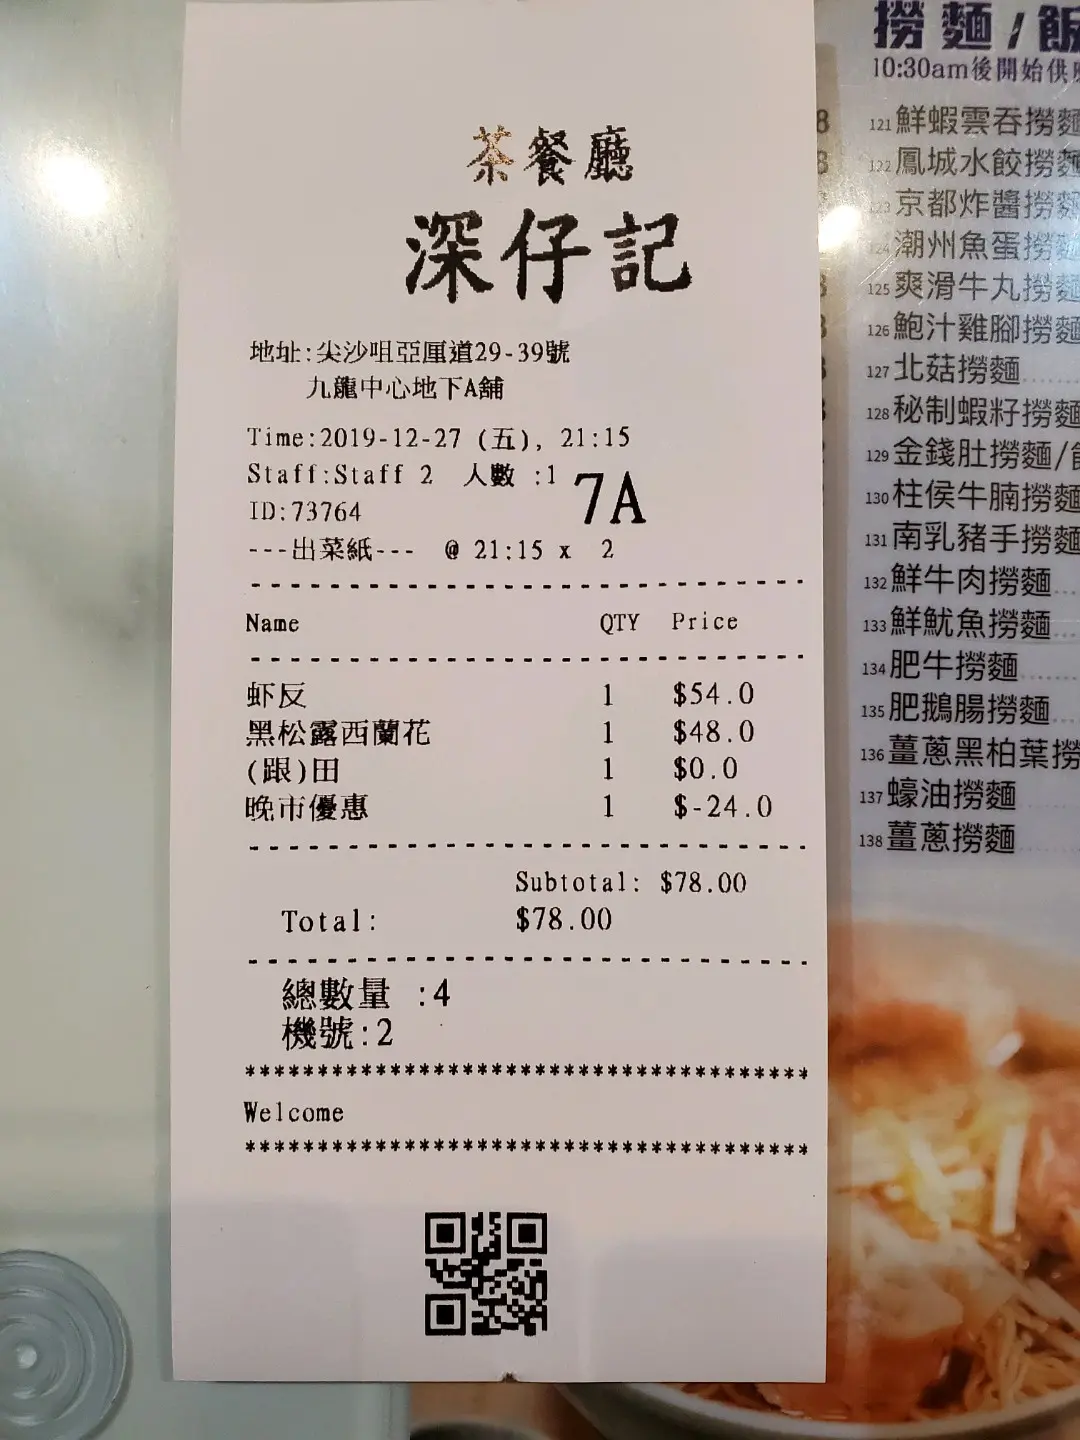 茶餐廳
深仔記
地址:尖沙咀亞厘道29-39號
九龍中心地下A舖
Time:2019-12-27 (五), 21:15
Staff:Staff 2 人數 :1
7A
ID:73764
---出菜紙--- @ 21:15 x 2
Name QTY Price
虾反 1 $54.0
黑松露西蘭花 1 $48.0
(跟)田 1 $0.0
晚市優惠 1 $-24.0
Subtotal: $78.00
Total: $78.00
總數量 :4
機號:2
****************************************
Welcome
****************************************
撈麵/飯
10:30am後開始供應
121 鮮蝦雲吞撈麵
122 鳳城水餃撈麵
123 京都炸醬撈麵
124 潮州魚蛋撈麵
125 爽滑牛丸撈麵
126 鮑汁雞腳撈麵
127 北菇撈麵
128 秘制蝦籽撈麵
129 金錢肚撈麵/
130 柱侯牛腩撈麵
131 南乳豬手撈麵
132 鮮牛肉撈麵
133 鮮魷魚撈麵
134 肥牛撈麵
135 肥鵝腸撈麵
136 薑蔥黑柏葉撈
137 蠔油撈麵
138 薑蔥撈麵